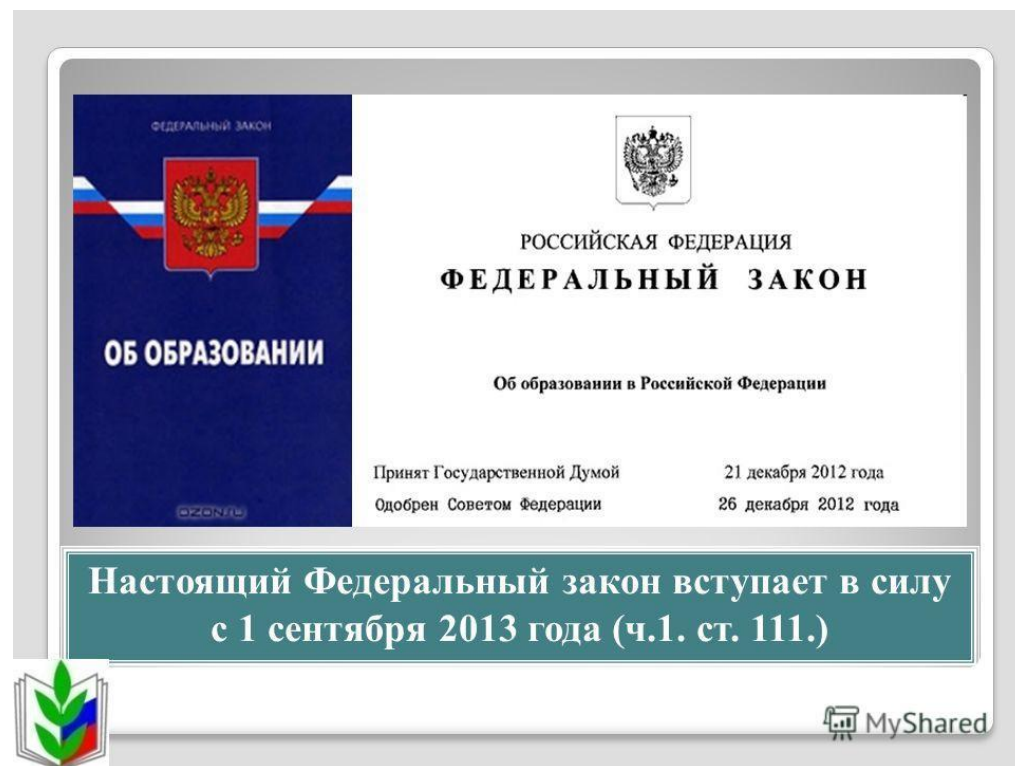 ФЕДЕРАЛЬНЫЙ ЗАКОН
ОБ ОБРАЗОВАНИИ
OZON.RU
РОССИЙСКАЯ ФЕДЕРАЦИЯ
ФЕДЕРАЛЬНЫЙ ЗАКОН
Об образовании в Российской Федерации
Принят Государственной Думой 21 декабря 2012 года
Одобрен Советом Федерации 26 декабря 2012 года
Настоящий Федеральный закон вступает в силу
с 1 сентября 2013 года (ч.1. ст. 111.)
MyShared